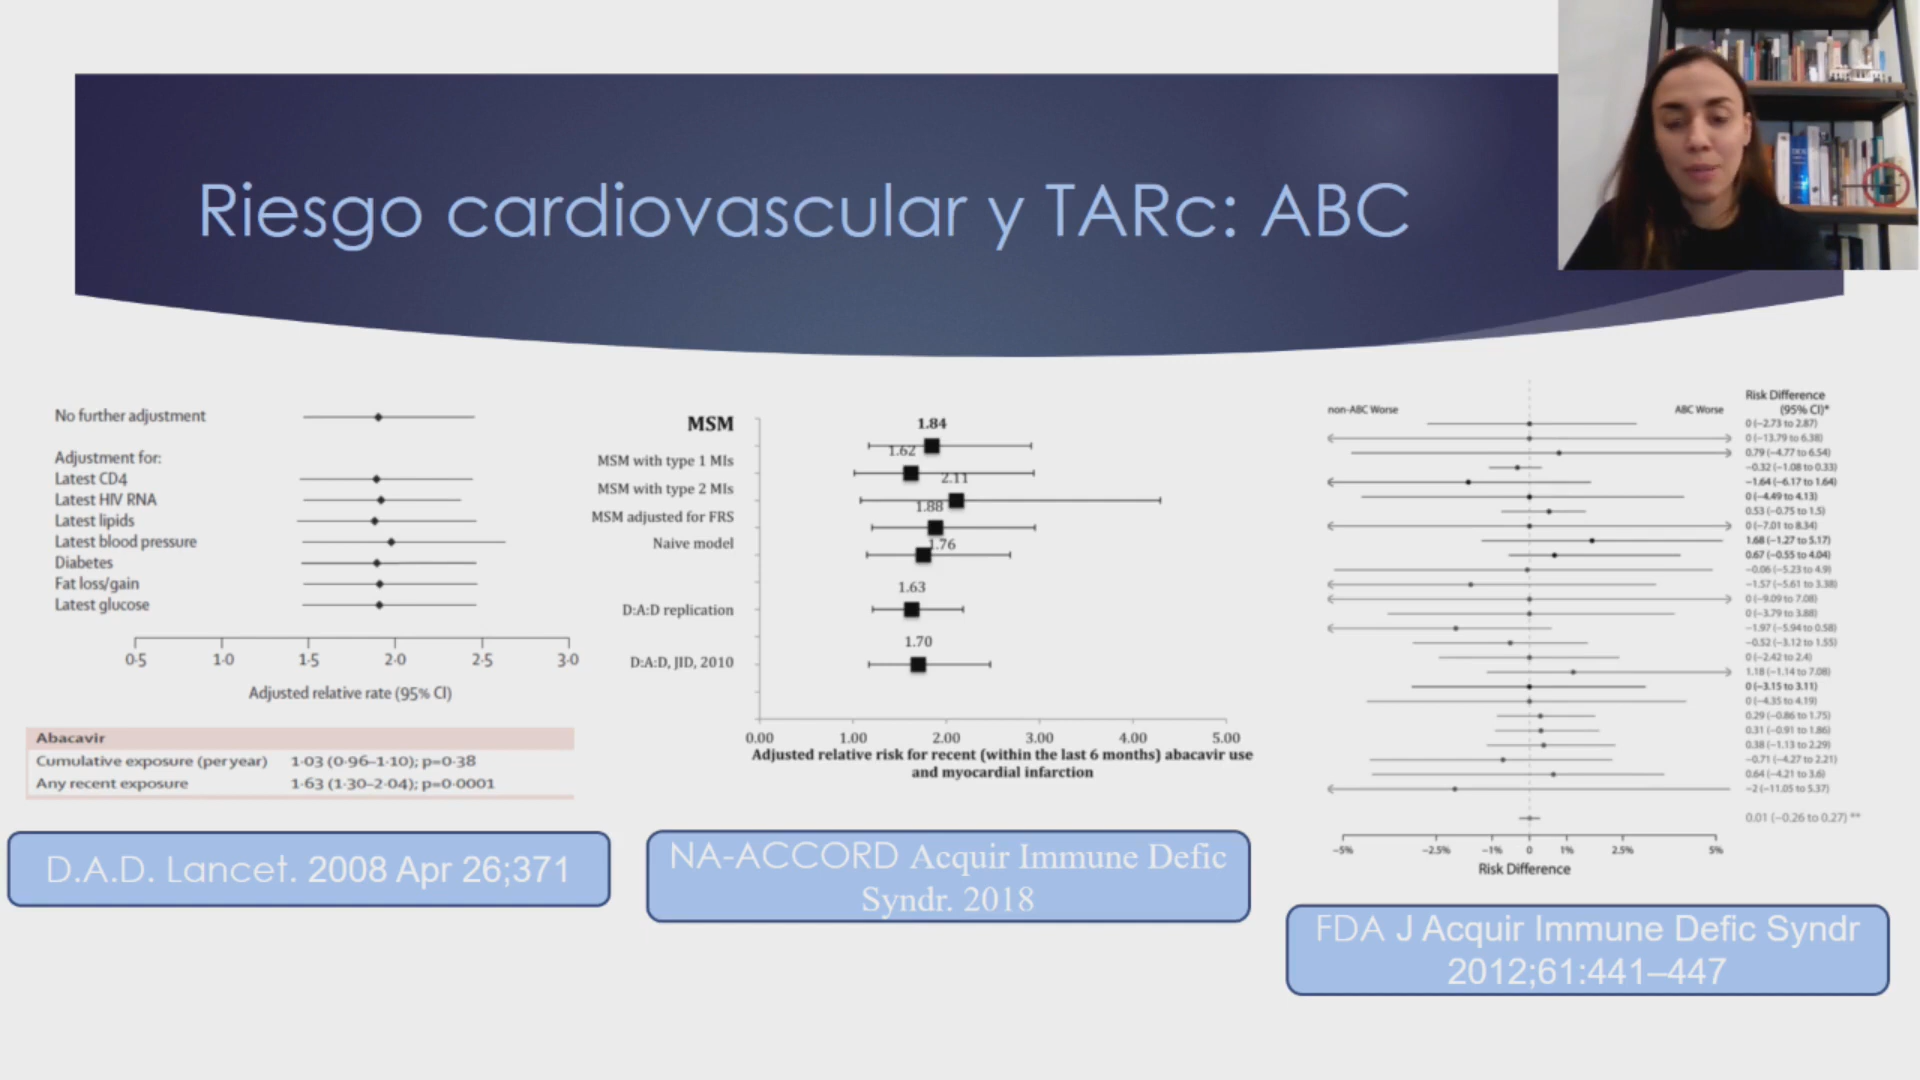 Riesgo cardiovascular y TARc: ABC
No further adjustment
Adjustment for:
Latest CD4
Latest HIV RNA
Latest lipids
Latest blood pressure
Diabetes
Fat loss/gain
Latest glucose
0·5 1·0 1·5 2·0 2·5 3·0
Adjusted relative rate (95% CI)
Abacavir
Cumulative exposure (per year) 1·03 (0·96–1·10); p=0·38
Any recent exposure 1·63 (1·30–2·04); p=0·0001
D.A.D. Lancet. 2008 Apr 26;371
MSM 1.84
MSM with type 1 MIs 1.62
MSM with type 2 MIs 2.11
MSM adjusted for FRS 1.88
Naive model 1.76
D:A:D replication 1.63
D:A:D, JID, 2010 1.70
0.00 1.00 2.00 3.00 4.00 5.00
Adjusted relative risk for recent (within the last 6 months) abacavir use
and myocardial infarction
NA-ACCORD Acquir Immune Defic
Syndr. 2018
Risk Difference
non-ABC Worse ABC Worse (95% CI)*
0 (−2.73 to 2.87)
0 (−13.79 to 6.38)
0.79 (−4.77 to 6.54)
−0.32 (−1.08 to 0.33)
−1.64 (−6.17 to 1.64)
0 (−4.49 to 4.13)
0.53 (−0.75 to 1.5)
0 (−7.01 to 8.34)
1.68 (−1.27 to 5.17)
0.67 (−0.55 to 4.04)
−0.06 (−5.23 to 4.9)
−1.57 (−5.61 to 3.38)
0 (−9.09 to 7.08)
0 (−3.79 to 3.88)
−1.97 (−5.94 to 0.58)
−0.52 (−3.12 to 1.55)
0 (−2.42 to 2.4)
1.18 (−1.14 to 7.08)
0 (−3.15 to 3.11)
0 (−4.35 to 4.19)
0.29 (−0.86 to 1.75)
0.31 (−0.91 to 1.86)
0.38 (−1.13 to 2.29)
−0.71 (−4.27 to 2.21)
0.64 (−4.21 to 3.6)
−2 (−11.05 to 5.37)
0.01 (−0.26 to 0.27) **
−5% −2.5% −1% 0 1% 2.5% 5%
Risk Difference
FDA J Acquir Immune Defic Syndr
2012;61:441–447